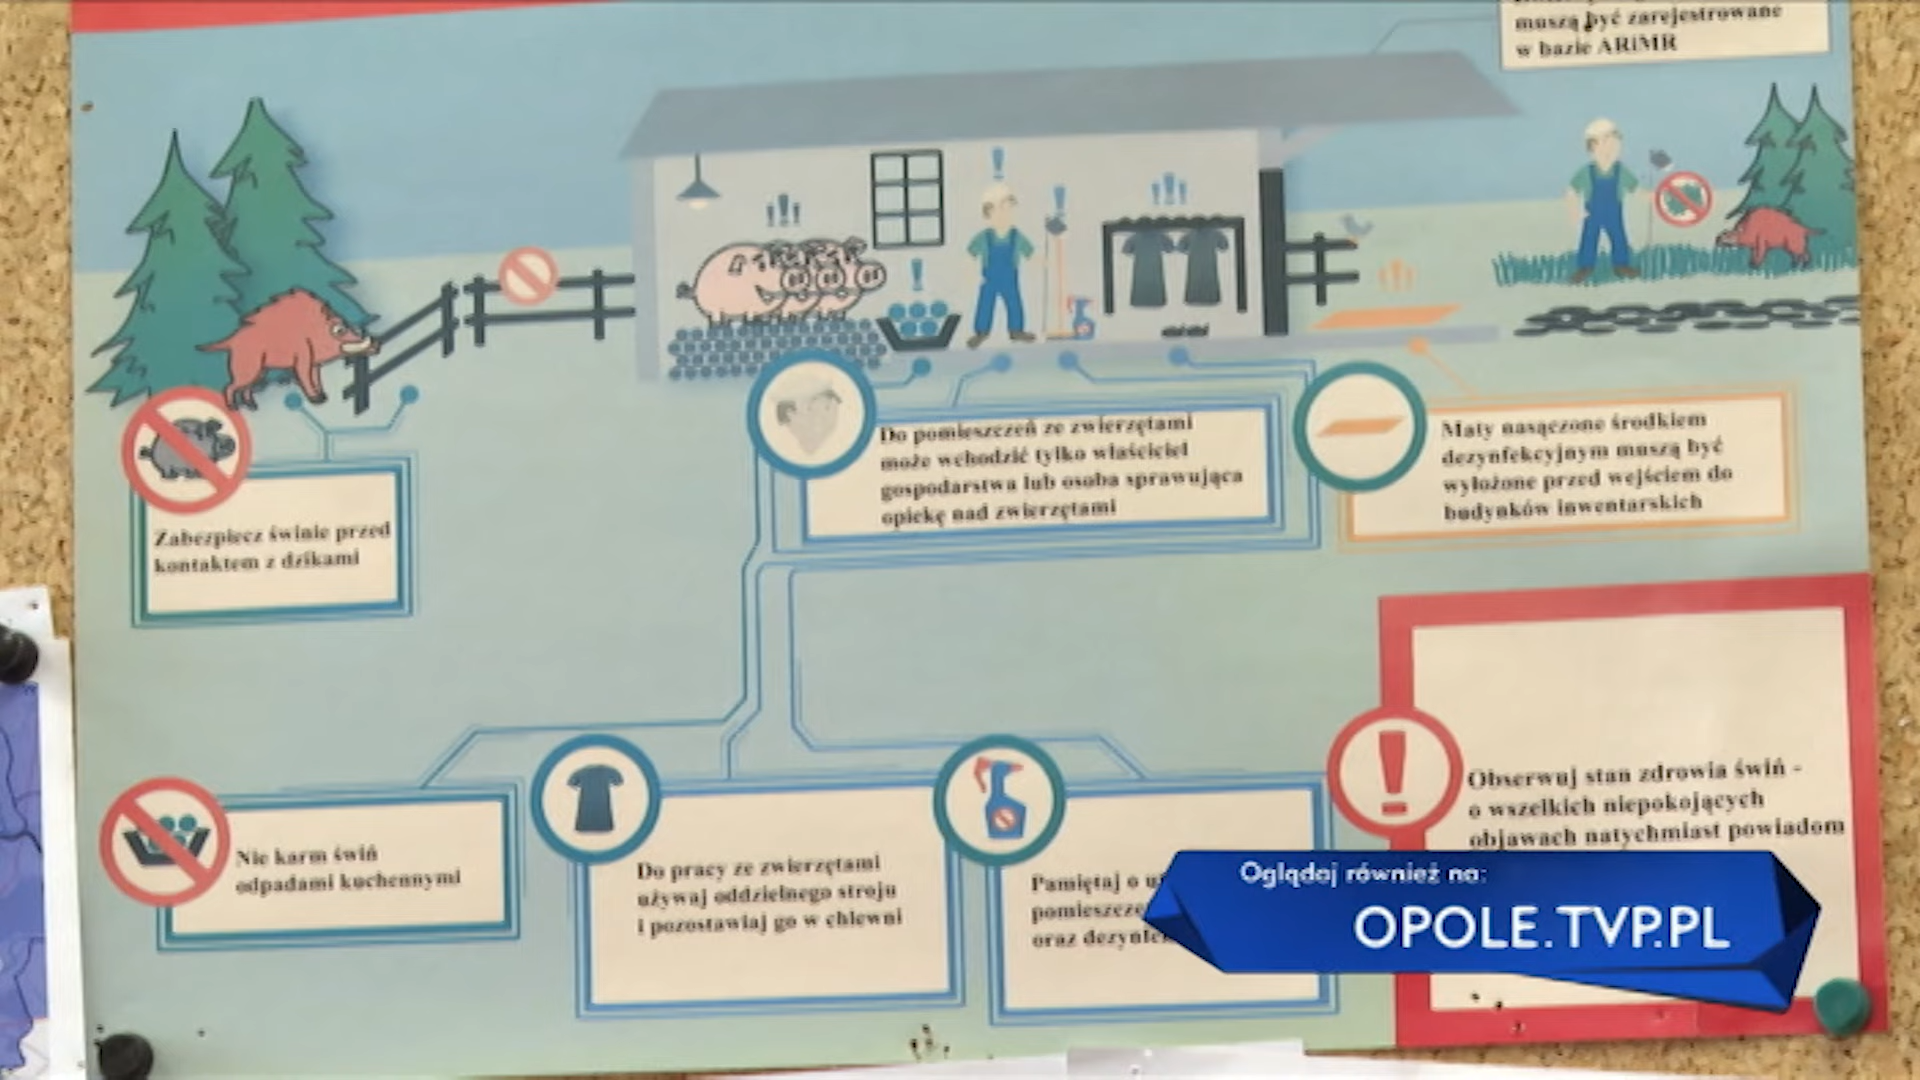 muszą być zarejestrowane
w bazie ARiMR
Do pomieszczeń ze zwierzętami
może wchodzić tylko właściciel
gospodarstwa lub osoba sprawująca
opiekę nad zwierzętami
Maty nasączone środkiem
dezynfekcyjnym muszą być
wyłożone przed wejściem do
budynków inwentarskich
Zabezpiecz świnie przed
kontaktem z dzikami
Nie karm świń
odpadami kuchennymi
Do pracy ze zwierzętami
używaj oddzielnego stroju
i pozostawiaj go w chlewni
Pamiętaj o
oraz
Obserwuj stan zdrowia świń -
o wszelkich niepokojących
objawach natychmiast powiadom
Oglądaj również na:
OPOLE.TVP.PL